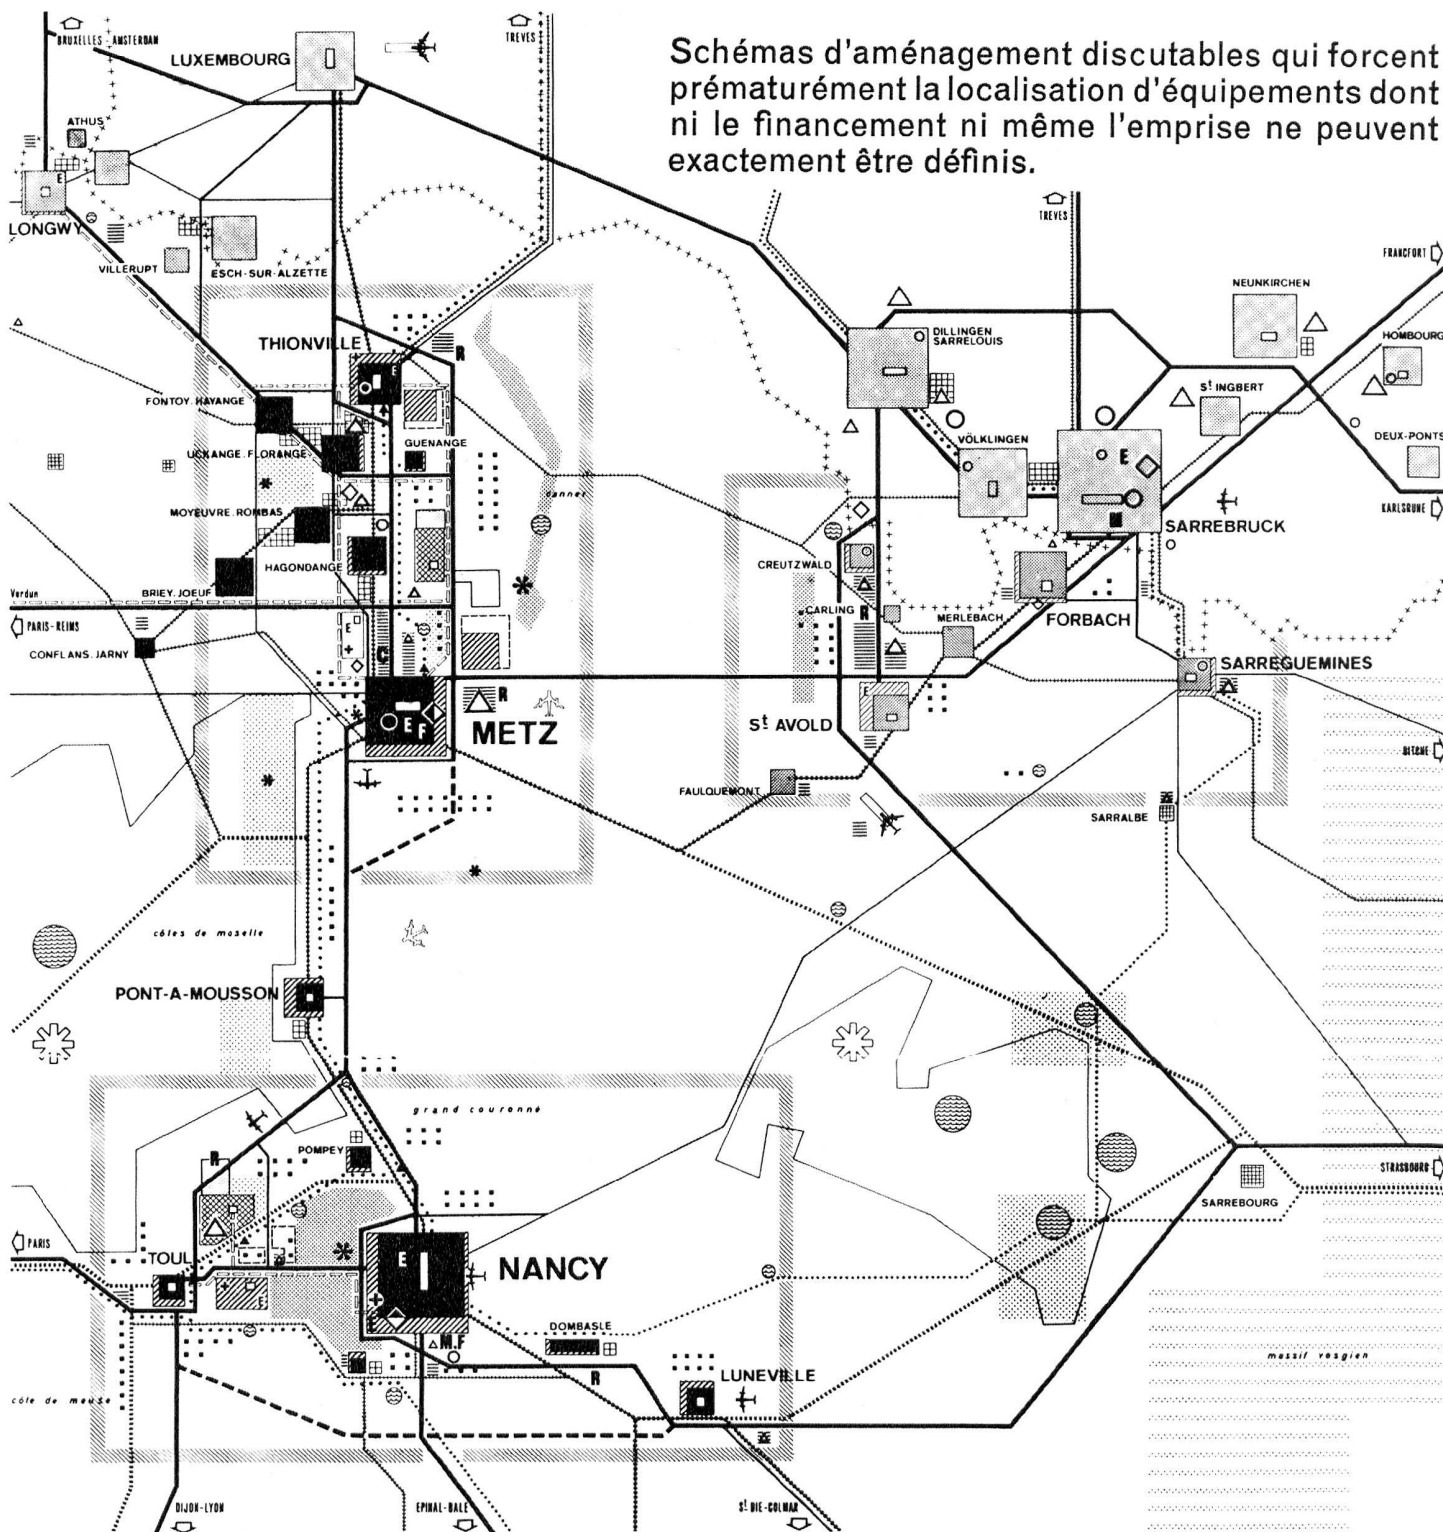 BRUXELLES - AMSTERDAM
TREVES
LUXEMBOURG
Schémas d'aménagement discutables qui forcent
prématurément la localisation d'équipements dont
ni le financement ni même l'emprise ne peuvent
exactement être définis.
ATHUS
E
LONGWY
VILLERUPT
ESCH-SUR-ALZETTE
TREVES
FRANCFORT
NEUNKIRCHEN
HOMBOURG
DILLINGEN
SARRELOUIS
THIONVILLE
E
R
FONTOY. HAYANGE
UCKANGE. FLORANGE
GUENANGE
St INGBERT
DEUX-PONTS
VÖLKLINGEN
E
M
SARREBRUCK
KARLSRUHE
MOYEUVRE. ROMBAS
canner
HAGONDANGE
BRIEY. JOEUF
CREUTZWALD
Verdun
PARIS-REIMS
CONFLANS. JARNY
E
C
CARLING
R
MERLEBACH
FORBACH
SARREGUEMINES
R
E F
METZ
E
St AVOLD
BITCHE
FAULQUEMONT
SARRALBE
côtes de moselle
PONT-A-MOUSSON
grand couronné
POMPEY
R
STRASBOURG
SARREBOURG
PARIS
TOUL
E
NANCY
E
E
M.F
DOMBASLE
R
LUNEVILLE
massif vosgien
côte de meuse
DIJON-LYON
EPINAL-BALE
St DIE-COLMAR